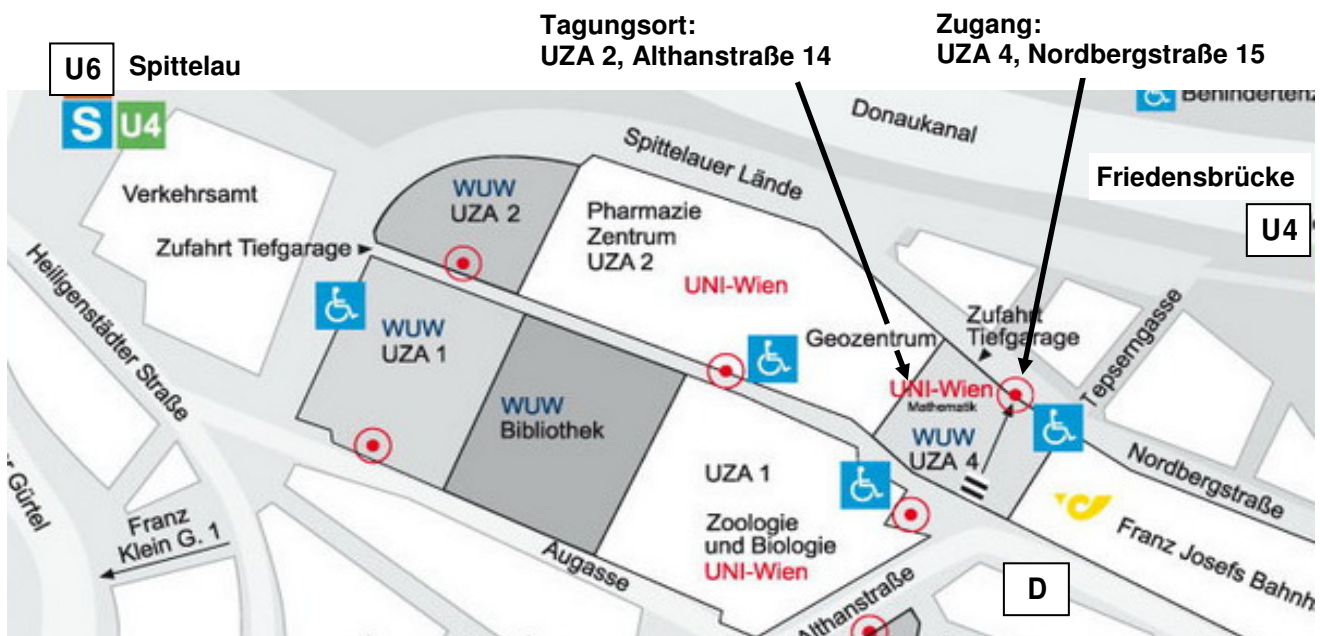 Tagungsort:
UZA 2, Althanstraße 14
Zugang:
UZA 4, Nordbergstraße 15
U6 Spittelau
S U4
Donaukanal
Spittelauer Lände
Friedensbrücke
U4
Verkehrsamt
WUW
UZA 2
Pharmazie
Zentrum
UZA 2
UNI-Wien
Zufahrt Tiefgarage
Heiligenstädter Straße
WUW
UZA 1
Geozentrum
Zufahrt
Tiefgarage
Tepserngasse
UNI-Wien
Mathematik
WUW
UZA 4
WUW
Bibliothek
UZA 1
Zoologie
und Biologie
UNI-Wien
Nordbergstraße
Franz Josefs
Gürtel
Franz
Klein G. 1
Augasse
Althanstraße
D